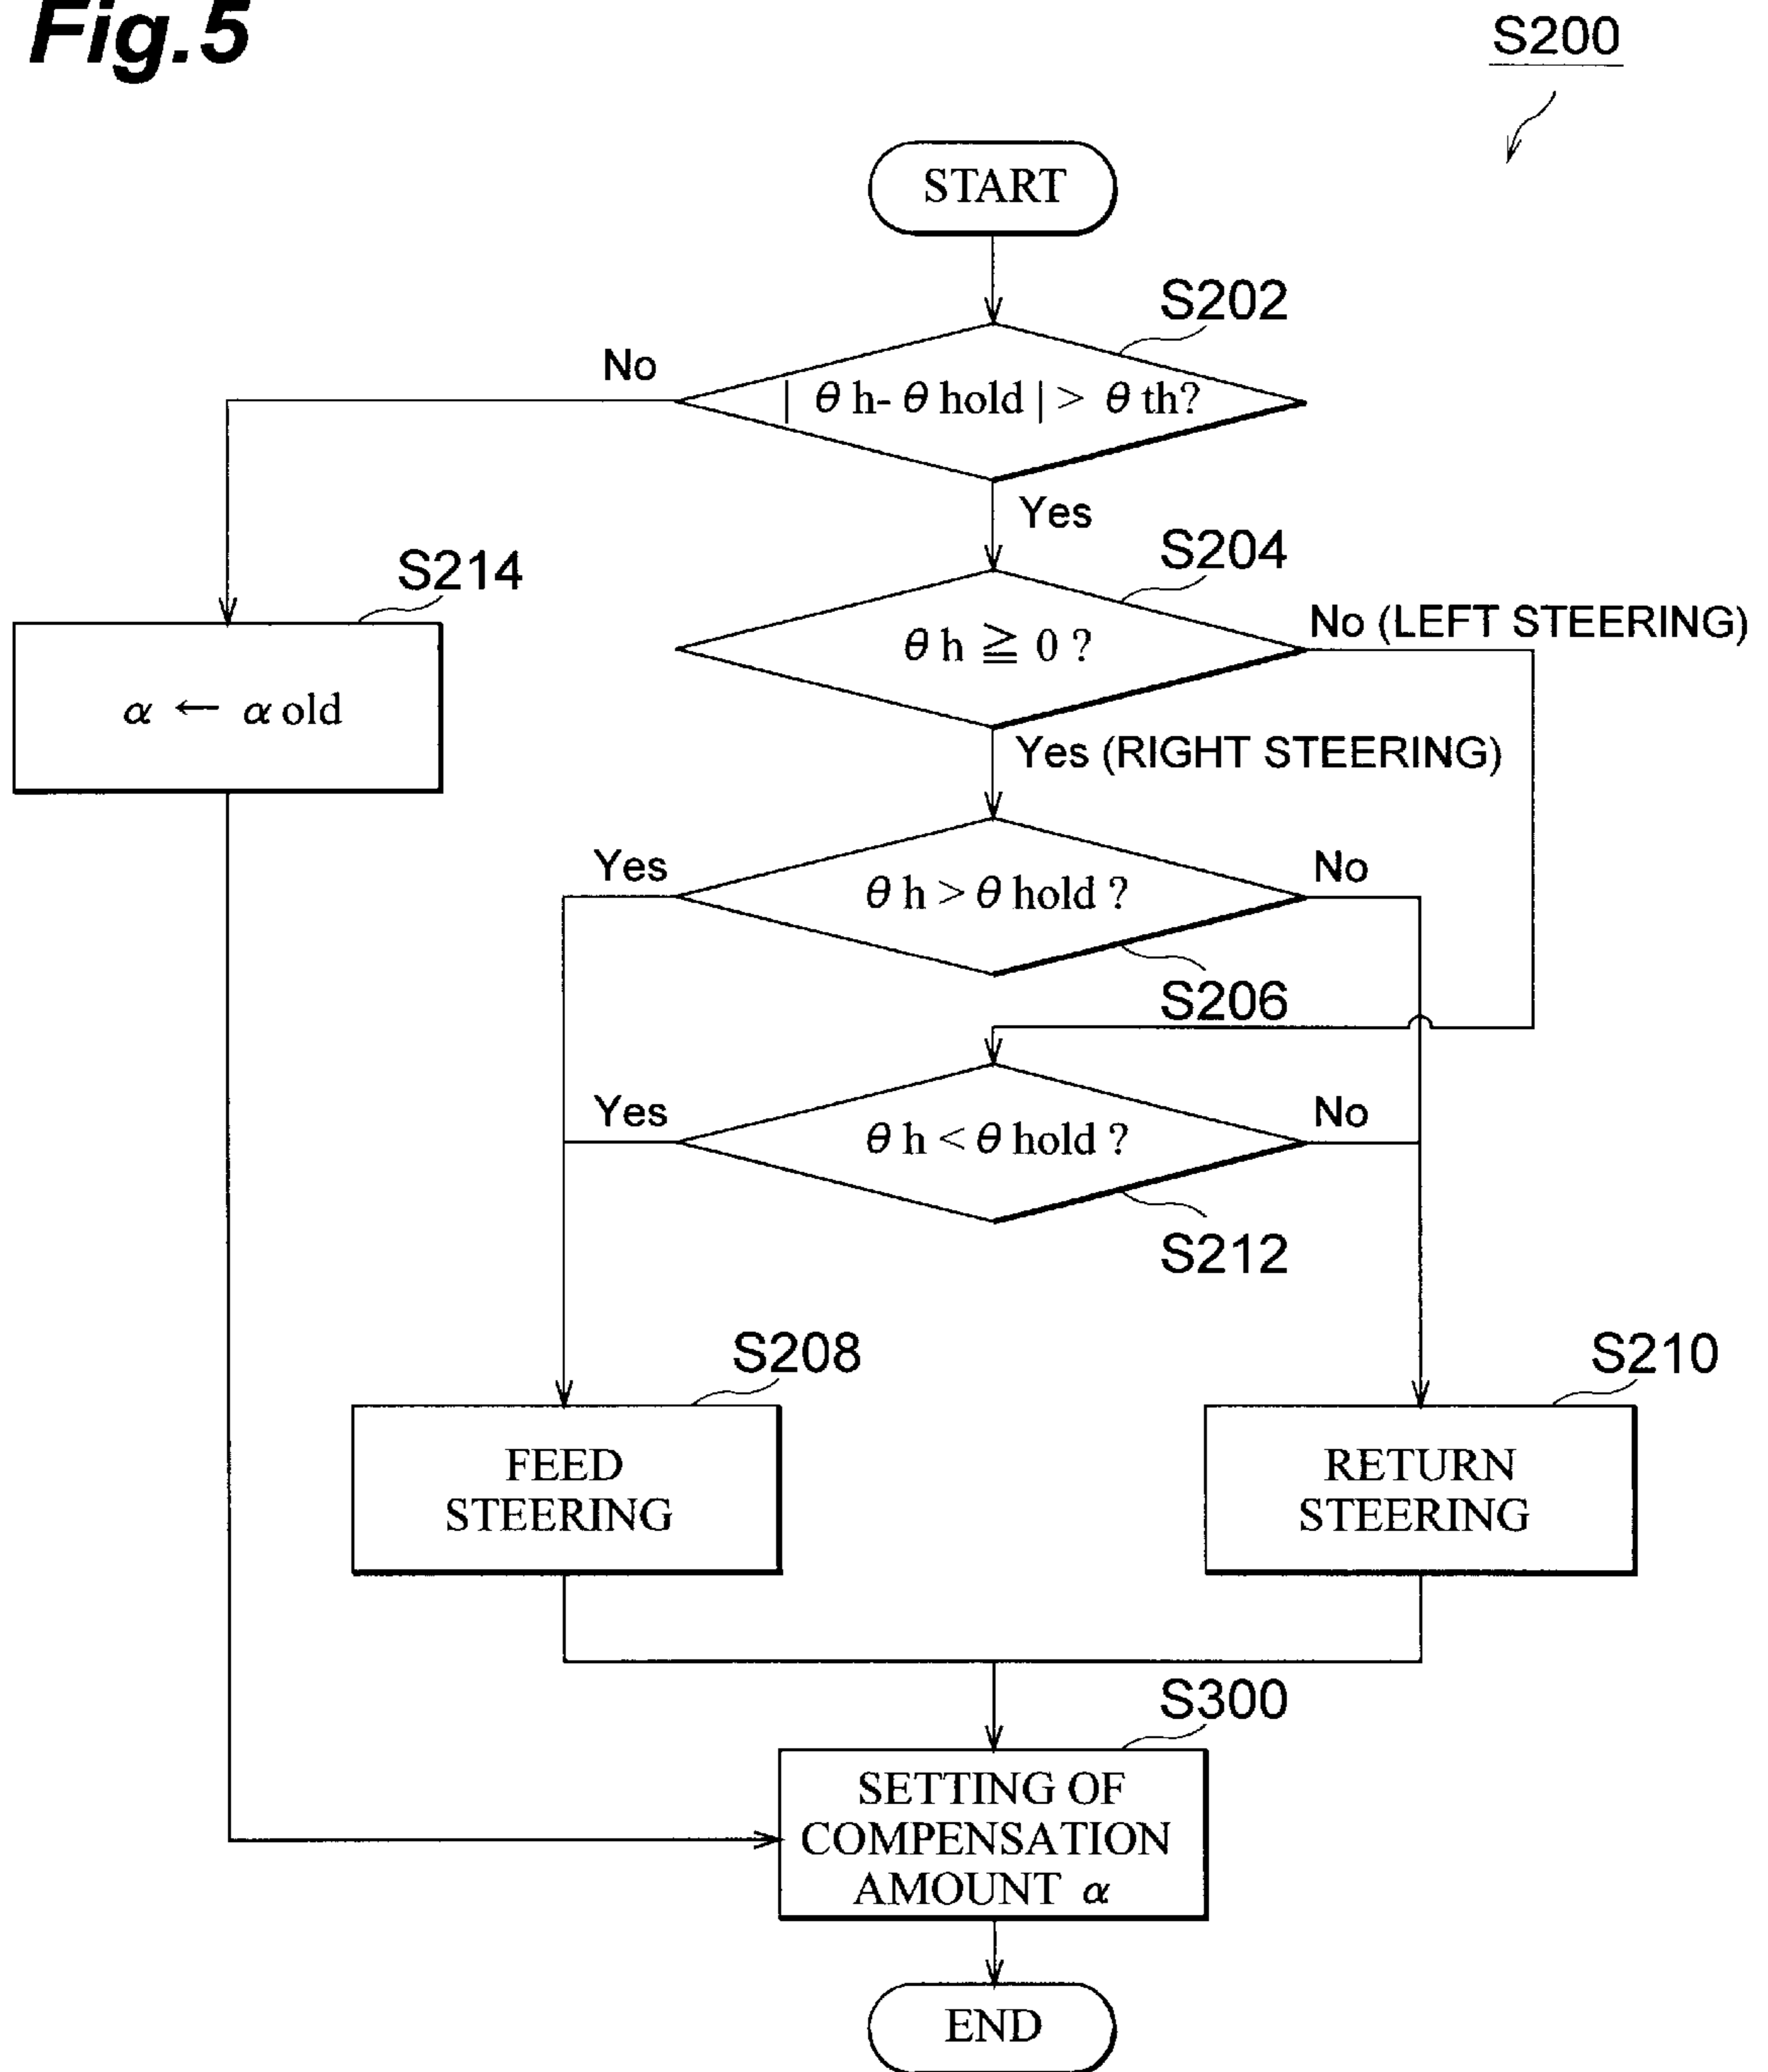 Fig.5
S200
START
S202
No
| θ h- θ hold | > θ th?
Yes
S204
S214
No (LEFT STEERING)
θ h ≧ 0 ?
α ← α old
Yes (RIGHT STEERING)
Yes
No
θ h > θ hold ?
S206
Yes
No
θ h < θ hold ?
S212
S208
S210
FEED
STEERING
RETURN
STEERING
S300
SETTING OF
COMPENSATION
AMOUNT α
END